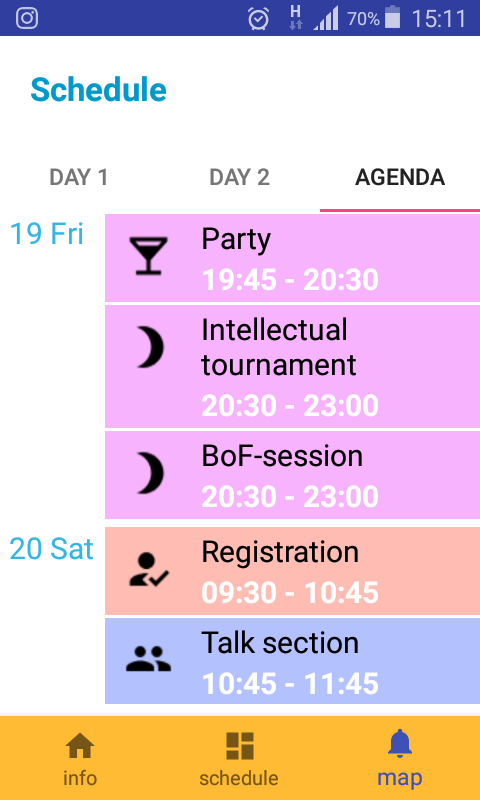 H 70% 15:11
Schedule
DAY 1 DAY 2 AGENDA
19 Fri
Party
19:45 - 20:30
Intellectual
tournament
20:30 - 23:00
BoF-session
20:30 - 23:00
20 Sat
Registration
09:30 - 10:45
Talk section
10:45 - 11:45
info schedule map